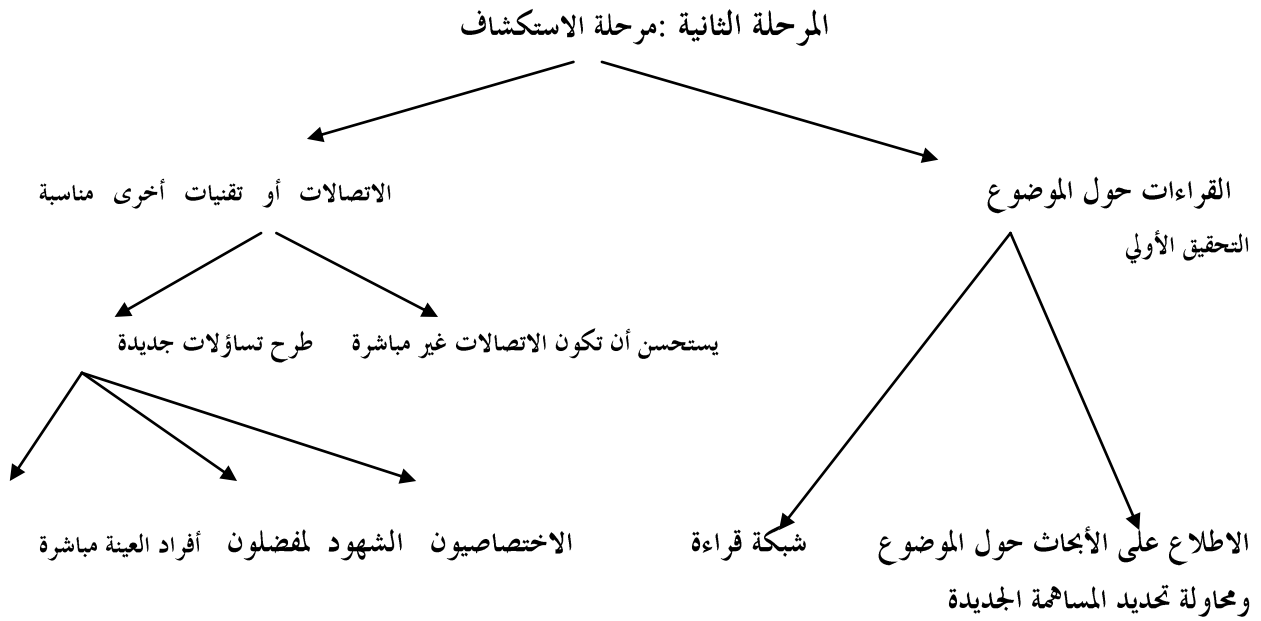 المرحلة الثانية :مرحلة الاستكشاف
القراءات حول الموضوع
الاتصالات أو تقنيات أخرى مناسبة
التحقيق الأولي
يستحسن أن تكون الاتصالات غير مباشرة
طرح تساؤلات جديدة
الاطلاع على الأبحاث حول الموضوع
شبكة قراءة
الاختصاصيون الشهود لمفضلون أفراد العينة مباشرة
ومحاولة تحديد المساهمة الجديدة